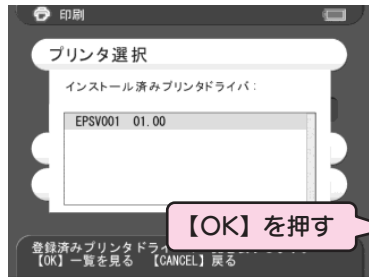 印刷
プリンタ選択
インストール済みプリンタドライバ：
EPSV001 01.00
【OK】を押す
登録済みプリンタドライ
【OK】一覧を見る 【CANCEL】戻る